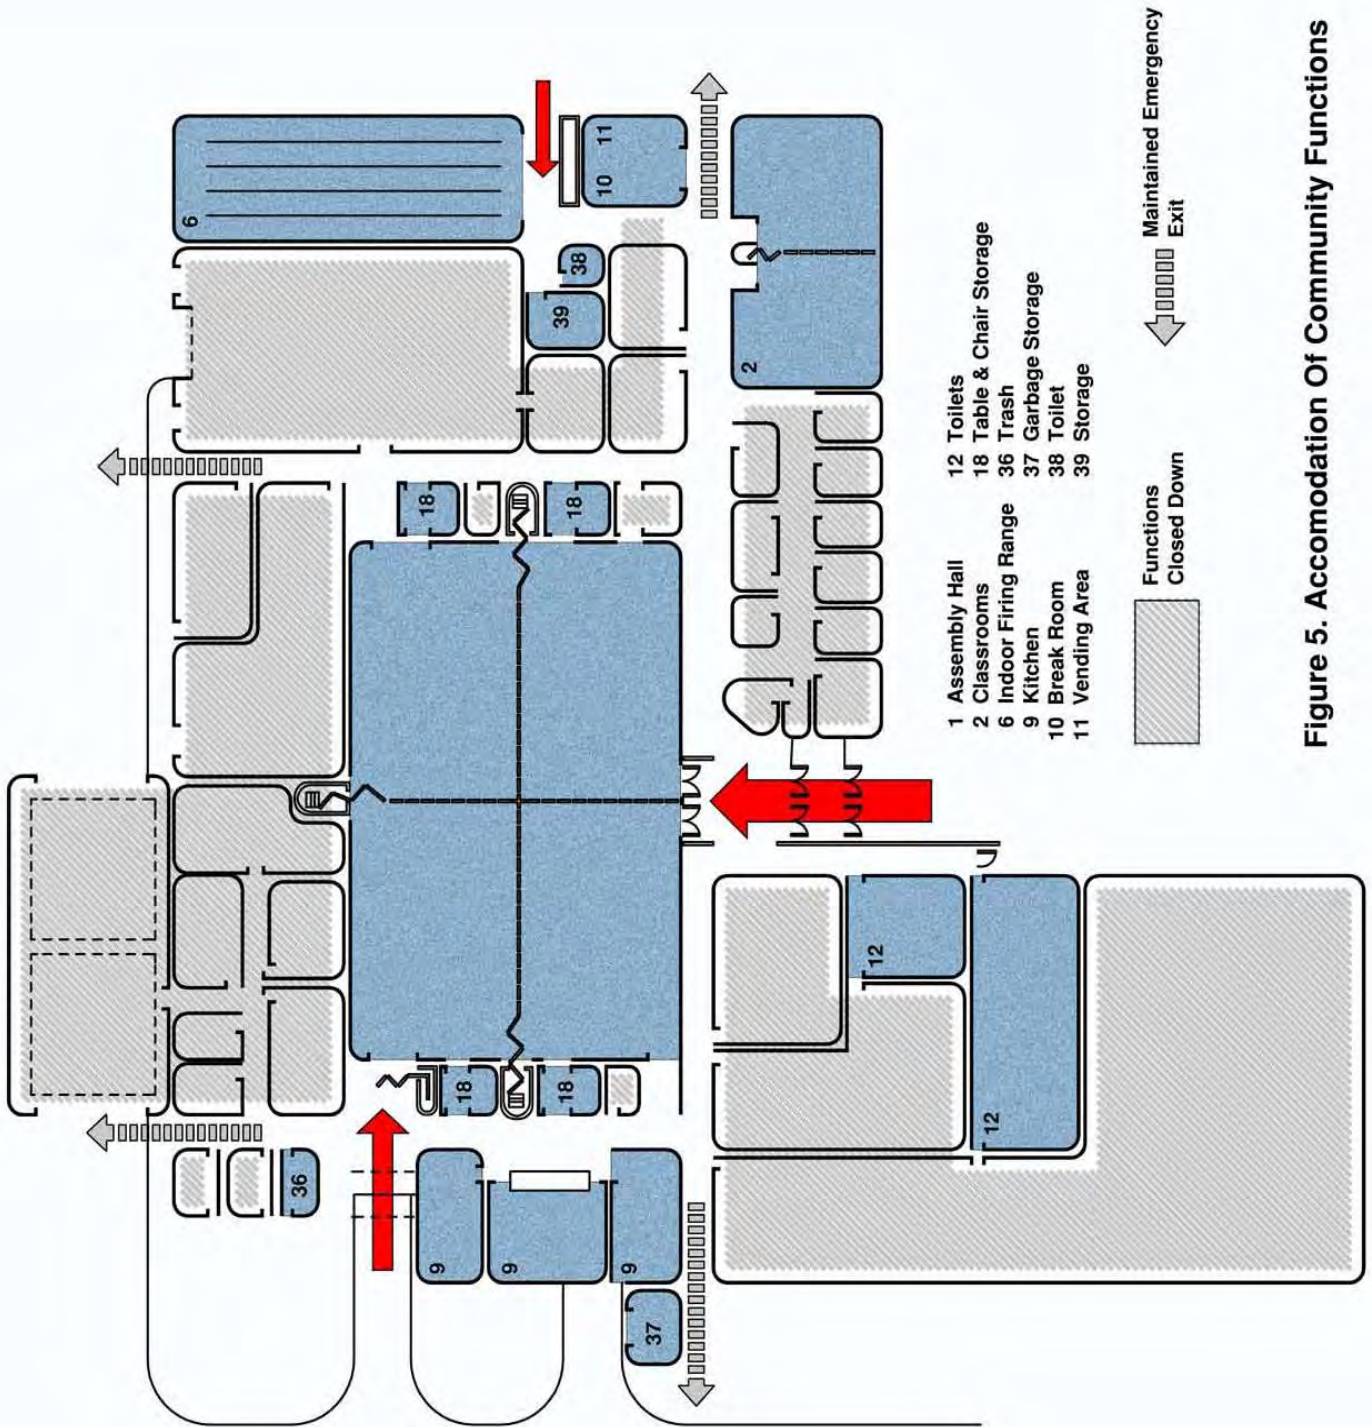 6
36
18
9
18
9
39
18
18
38
10 11
9
37
2
12
12
1 Assembly Hall
2 Classrooms
6 Indoor Firing Range
9 Kitchen
10 Break Room
11 Vending Area
12 Toilets
18 Table & Chair Storage
36 Trash
37 Garbage Storage
38 Toilet
39 Storage
Functions
Closed Down
Maintained Emergency
Exit
Figure 5. Accomodation Of Community Functions